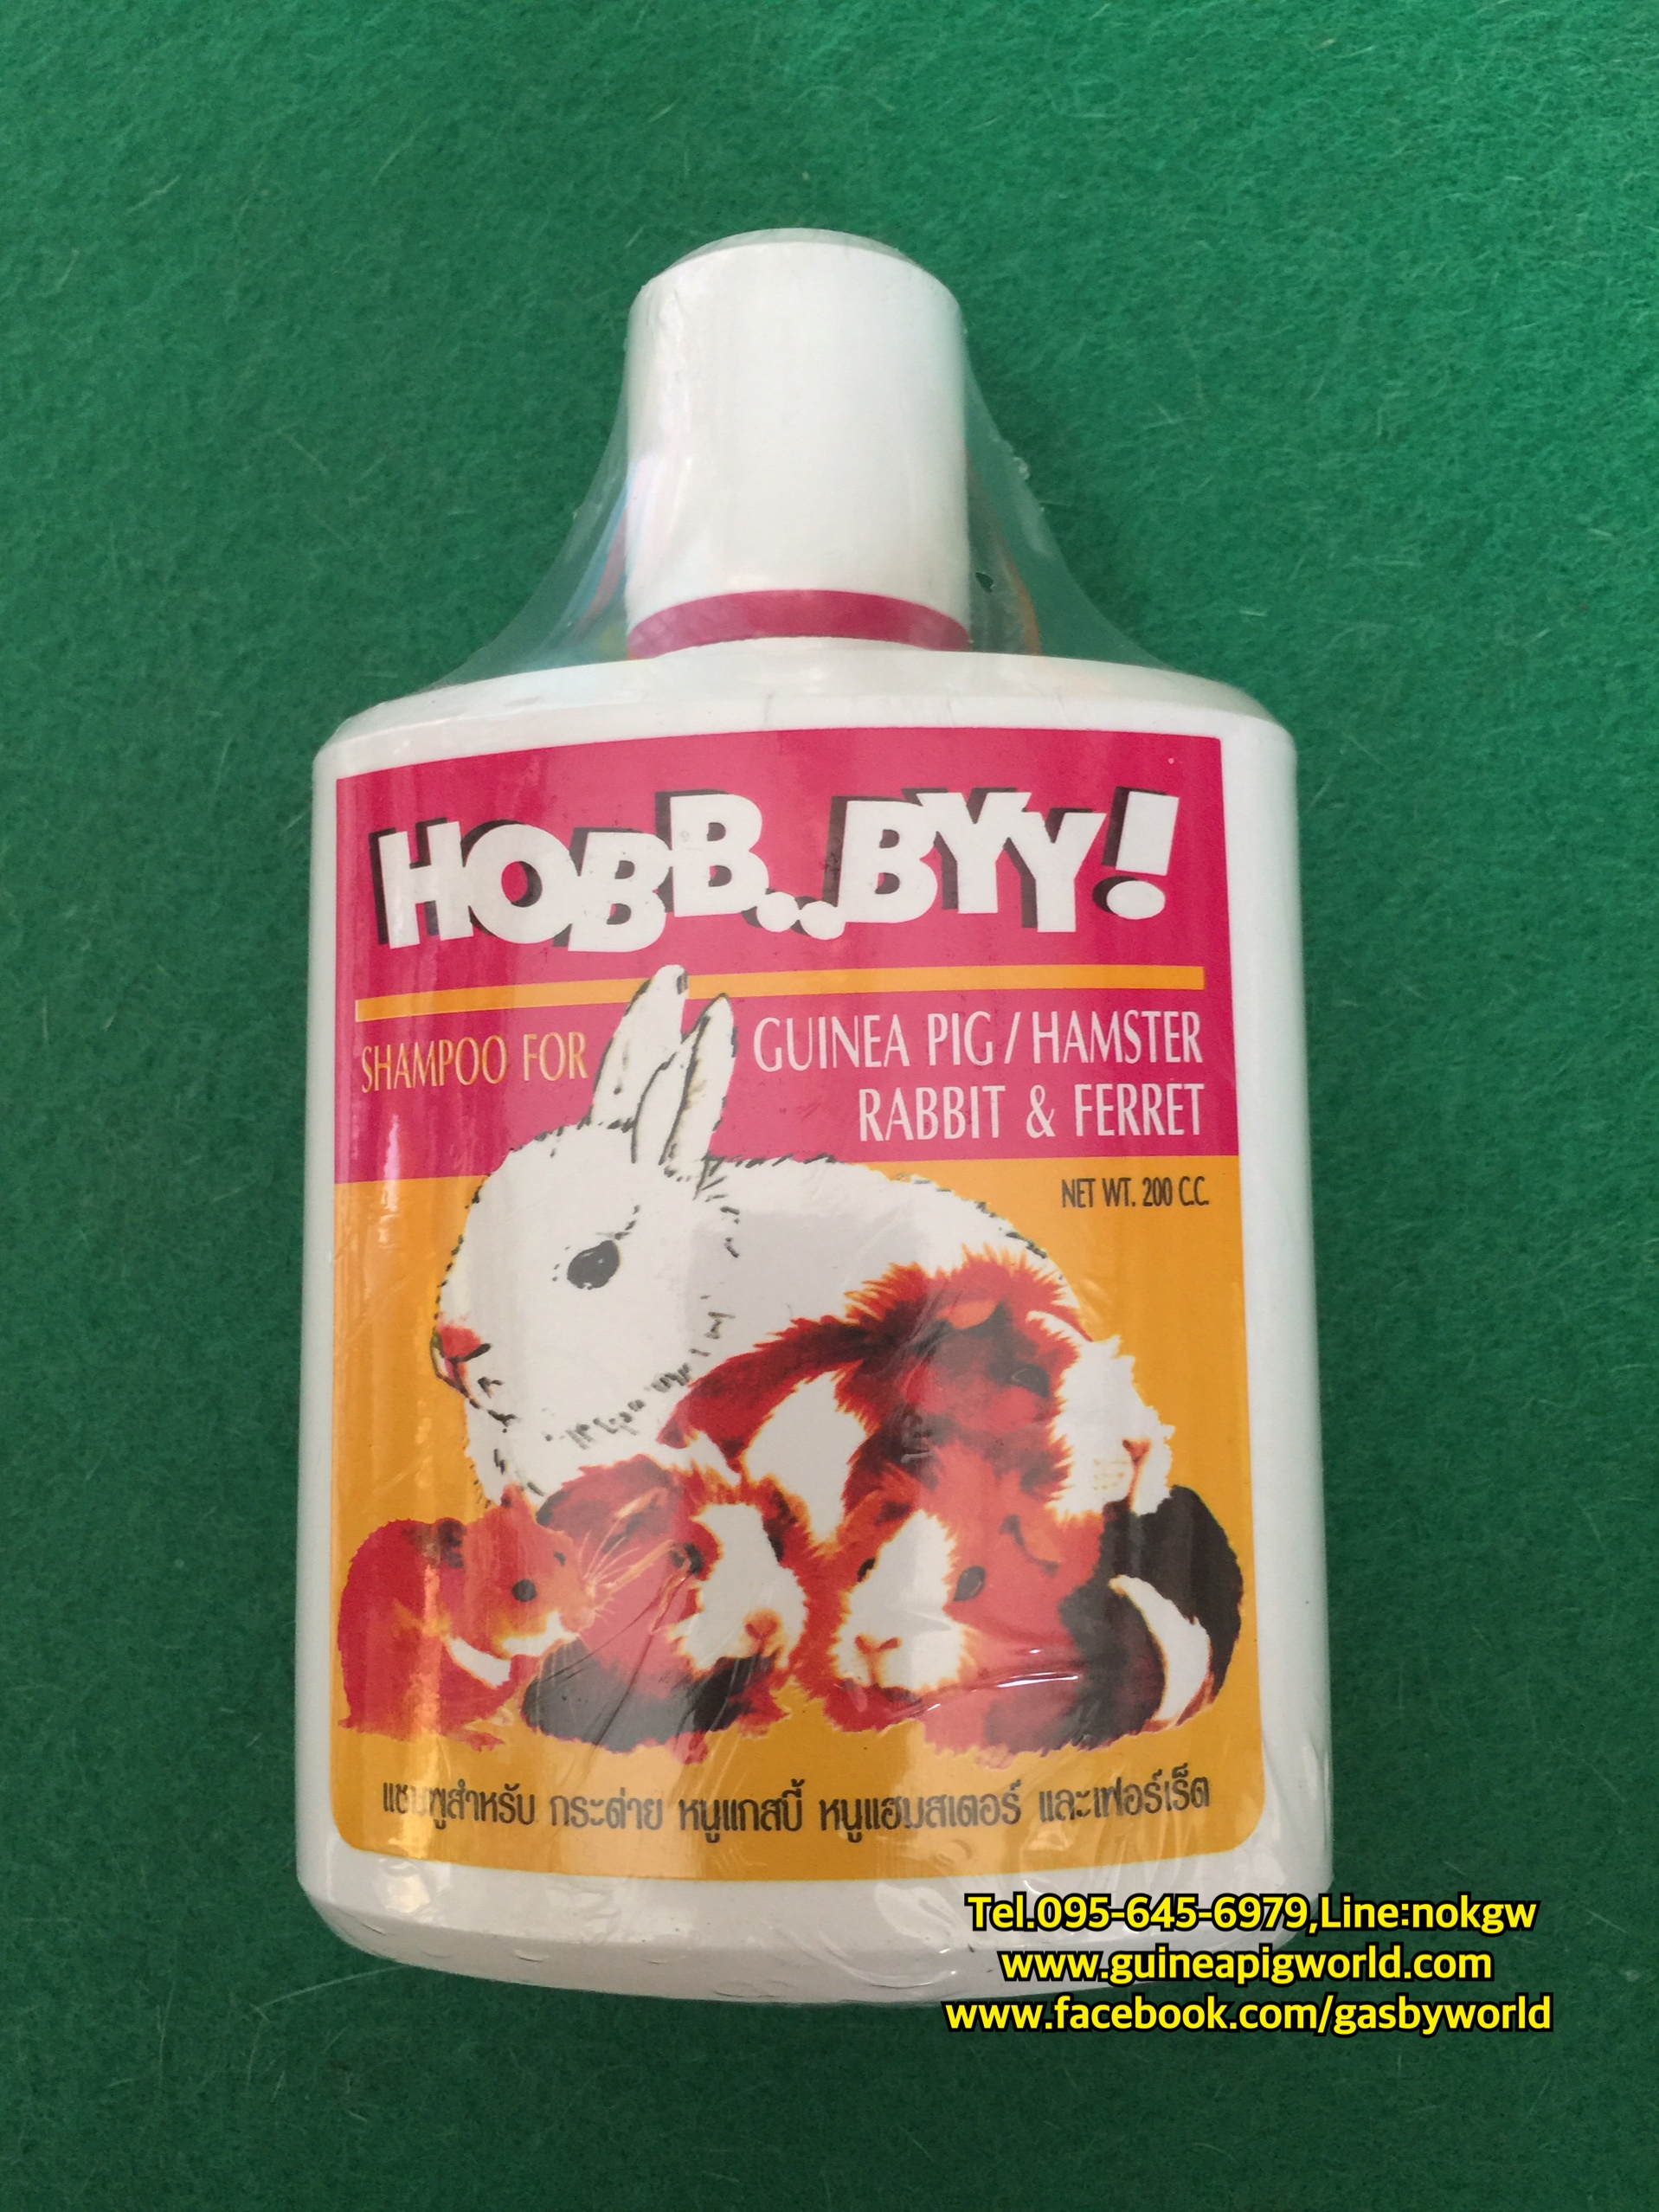 HOBB...BYY!
SHAMPOO FOR
GUINEA PIG / HAMSTER
RABBIT & FERRET
NET WT. 200 C.C.
แชมพูสำหรับ กระต่าย หนูแกสบี้ หนูแฮมสเตอร์ และเฟอร์เร็ต
Tel.095-645-6979,Line:nokgw
www.guineapigworld.com
www.facebook.com/gasbyworld